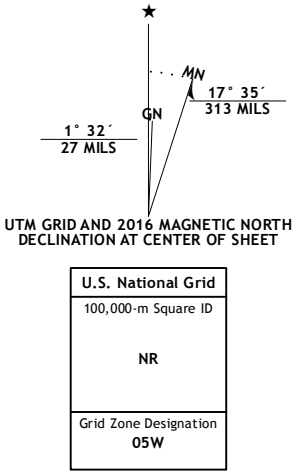 MN
17° 35´
313 MILS
GN
1° 32´
27 MILS
UTM GRID AND 2016 MAGNETIC NORTH
DECLINATION AT CENTER OF SHEET
U.S. National Grid
100,000-m Square ID
NR
Grid Zone Designation
05W